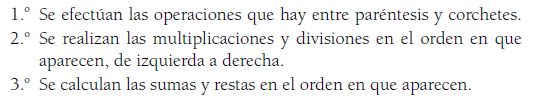 1.º Se efectúan las operaciones que hay entre paréntesis y corchetes.
2.º Se realizan las multiplicaciones y divisiones en el orden en que
aparecen, de izquierda a derecha.
3.º Se calculan las sumas y restas en el orden en que aparecen.